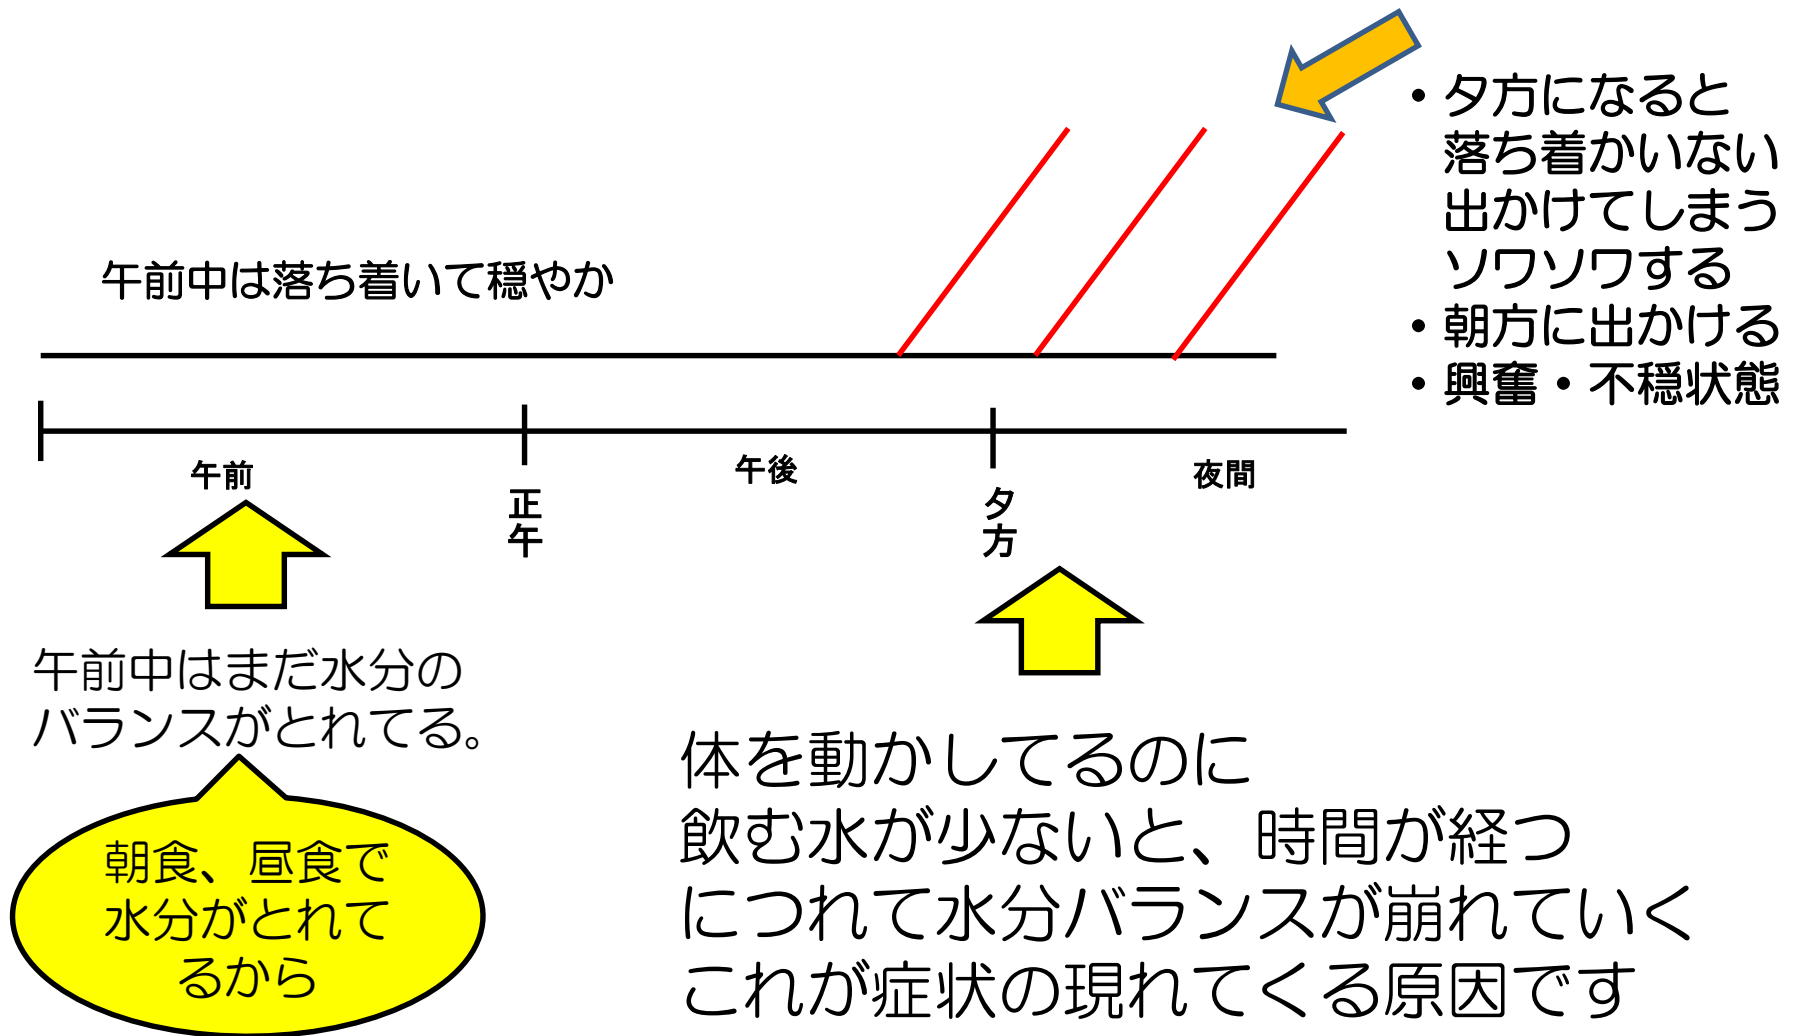 ・夕方になると
落ち着かいない
出かけてしまう
ソワソワする
・朝方に出かける
・興奮・不穏状態
午前中は落ち着いて穏やか
午前
正午
午後
夕方
夜間
午前中はまだ水分の
バランスがとれてる。
朝食、昼食で
水分がとれて
るから
体を動かしてるのに
飲む水が少ないと、時間が経つ
につれて水分バランスが崩れていく
これが症状の現れてくる原因です